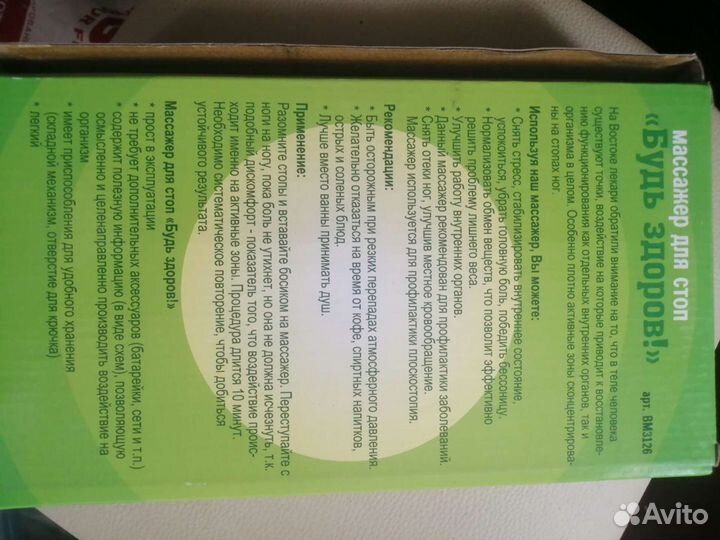 массажер для стоп
«Будь здоров!»
арт. ВМ3126
На Востоке лекари обратили внимание на то, что в теле человека
существуют точки, воздействие на которые приводит к восстановле-
нию функционирования как отдельных внутренних органов, так и
организма в целом. Особенно плотно активные зоны сконцентрирова-
ны на стопах ног.
Используя наш массажер, Вы можете:
• Снять стресс, стабилизировать внутреннее состояние,
успокоиться, убрать головную боль, победить бессонницу.
• Нормализовать обмен веществ, что позволит эффективно
решить проблему лишнего веса.
• Улучшить работу внутренних органов.
• Данный массажер рекомендован для профилактики заболеваний.
• Снять отеки ног, улучшив местное кровообращение.
Массажер используется для профилактики плоскостопия.
Рекомендации:
• Быть осторожным при резких перепадах атмосферного давления.
• Желательно отказаться на время от кофе, спиртных напитков,
острых и соленых блюд.
• Лучше вместо ванны принимать душ.
Применение:
Разомните стопы и вставайте босиком на массажер. Переступайте с
ноги на ногу, пока боль не утихнет, но она не должна исчезнуть, т.к.
подобный дискомфорт - показатель того, что воздействие проис-
ходит именно на активные зоны. Процедура длится 10 минут.
Необходимо систематическое повторение, чтобы добиться
устойчивого результата.
Массажер для стоп «Будь здоров!»
• прост в эксплуатации
• не требует дополнительных аксессуаров (батарейки, сети и т.п.)
• содержит полезную информацию (в виде схем), позволяющую
осмысленно и целенаправленно производить воздействие на
организм
• имеет приспособления для удобного хранения
(складной механизм, отверстие для крючка)
• легкий
Avito